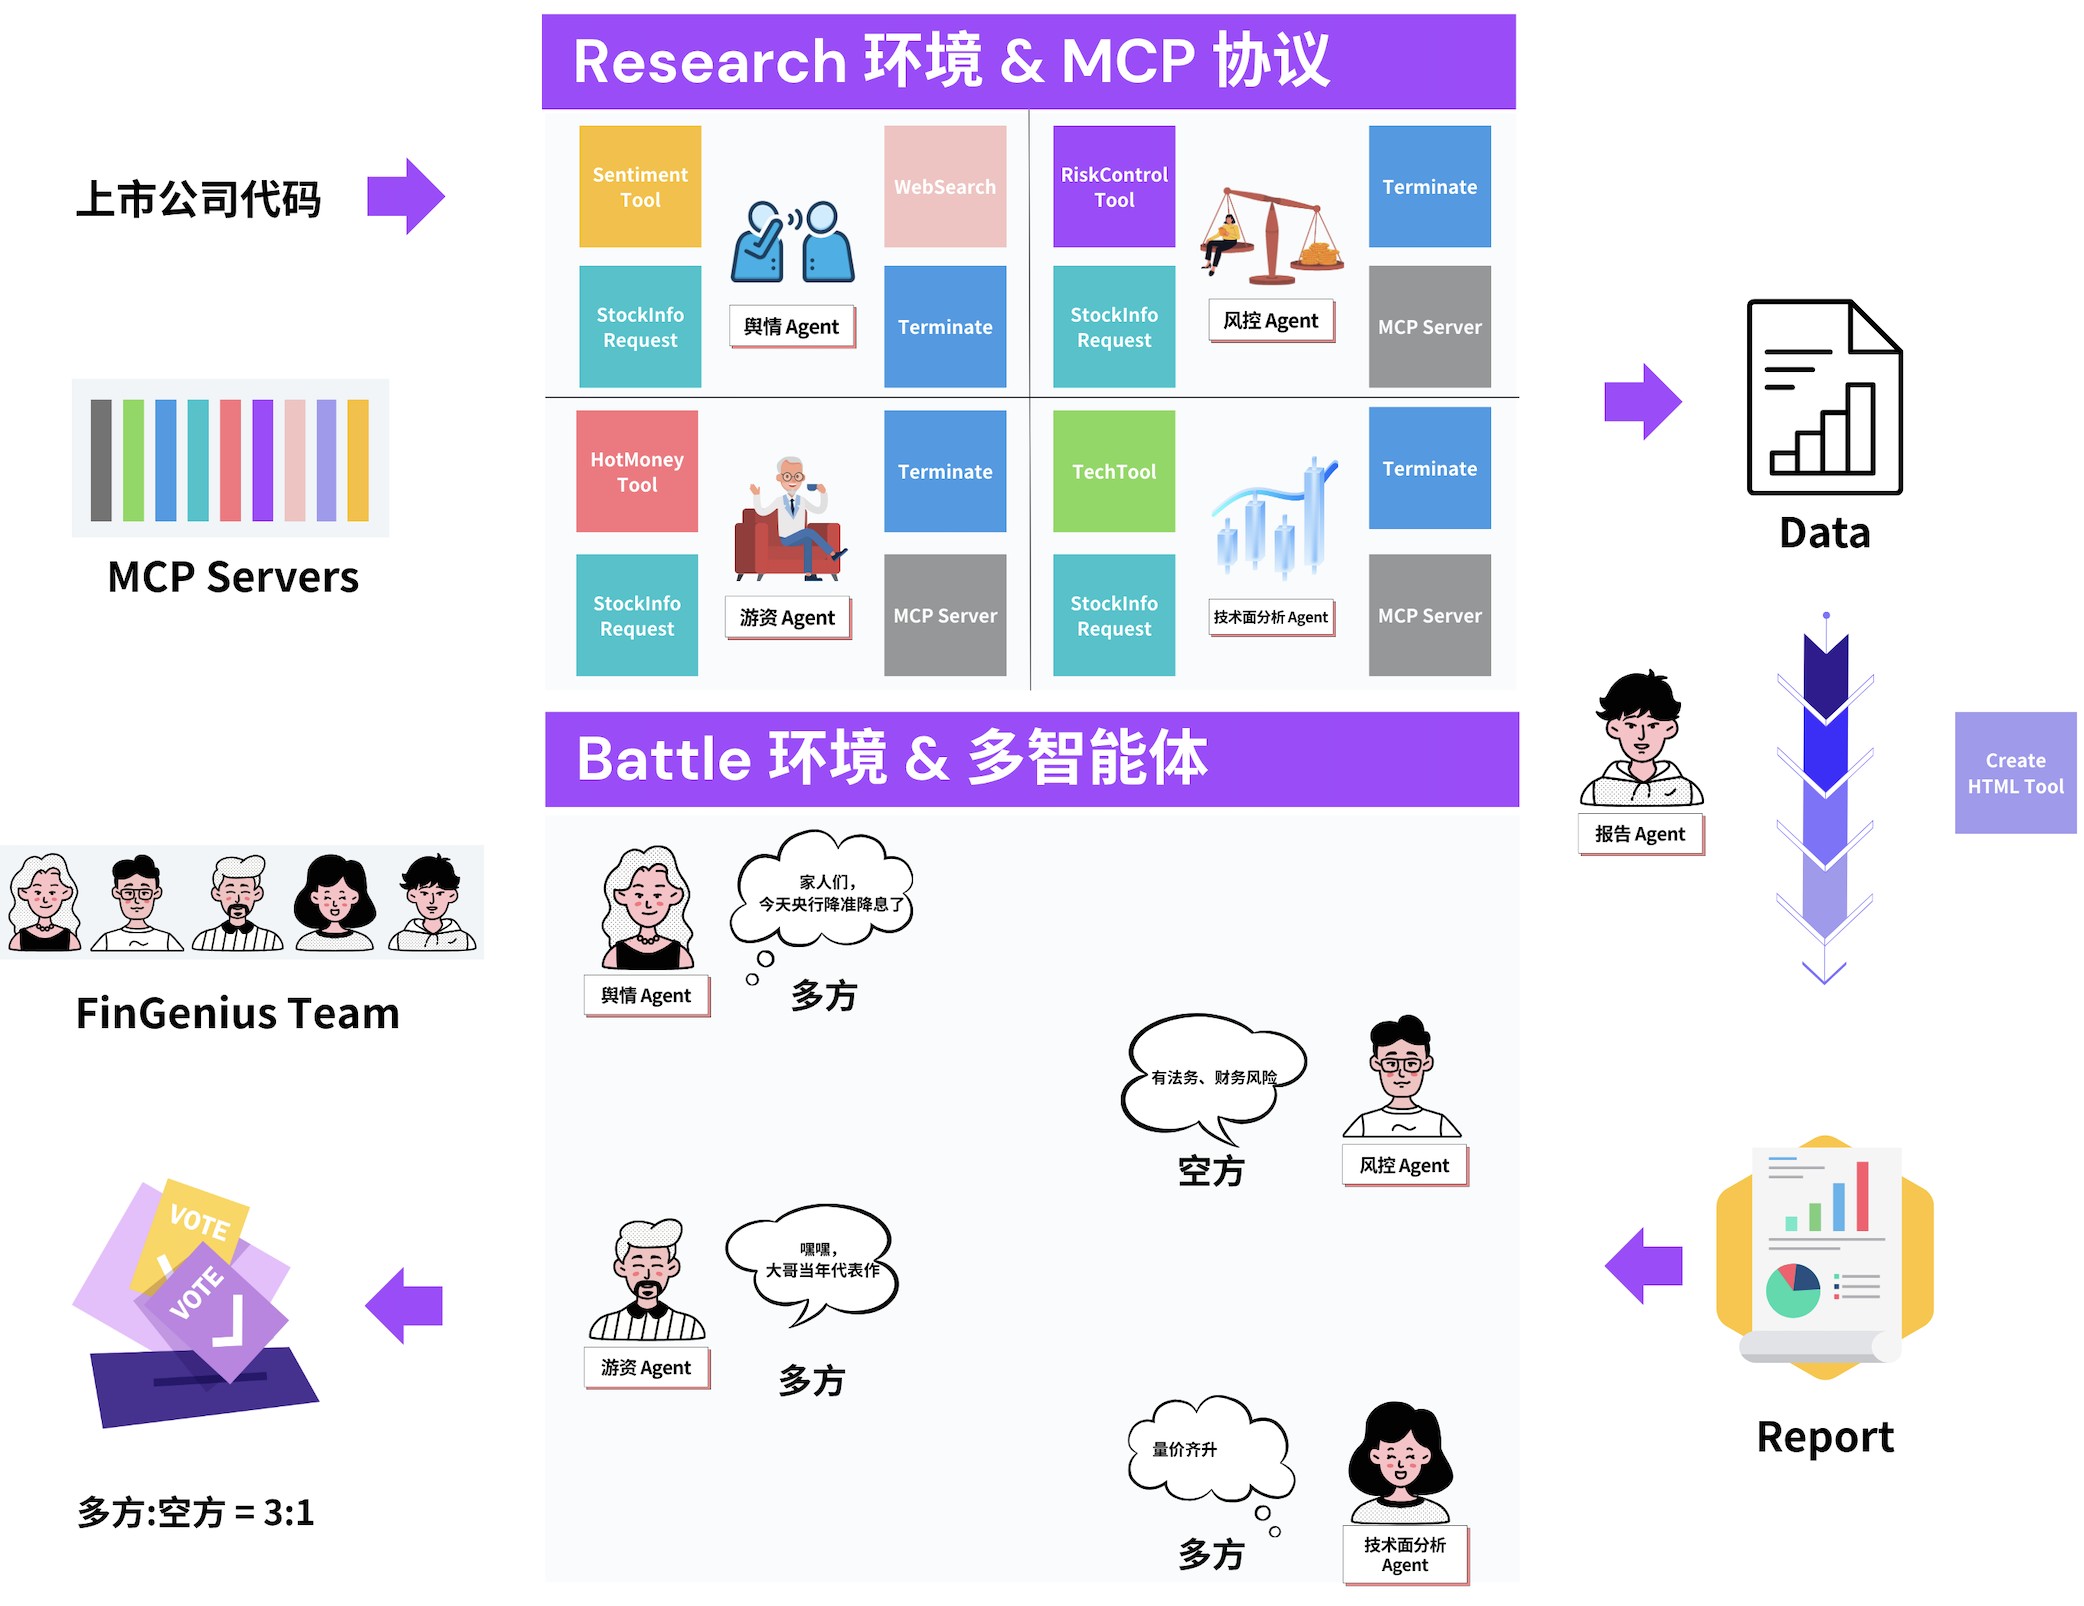 Research 环境 & MCP 协议
上市公司代码
Sentiment
Tool
WebSearch
StockInfo
Request
舆情 Agent
Terminate
RiskControl
Tool
Terminate
StockInfo
Request
风控 Agent
MCP Server
HotMoney
Tool
Terminate
StockInfo
Request
游资 Agent
MCP Server
TechTool
Terminate
StockInfo
Request
技术面分析 Agent
MCP Server
MCP Servers
Data
报告 Agent
Create
HTML Tool
Battle 环境 & 多智能体
家人们，
今天央行降准降息了
舆情 Agent
多方
有法务、财务风险
空方
风控 Agent
嘿嘿，
大哥当年代表作
游资 Agent
多方
量价齐升
多方
技术面分析
Agent
FinGenius Team
Report
VOTE
VOTE
多方:空方 = 3:1